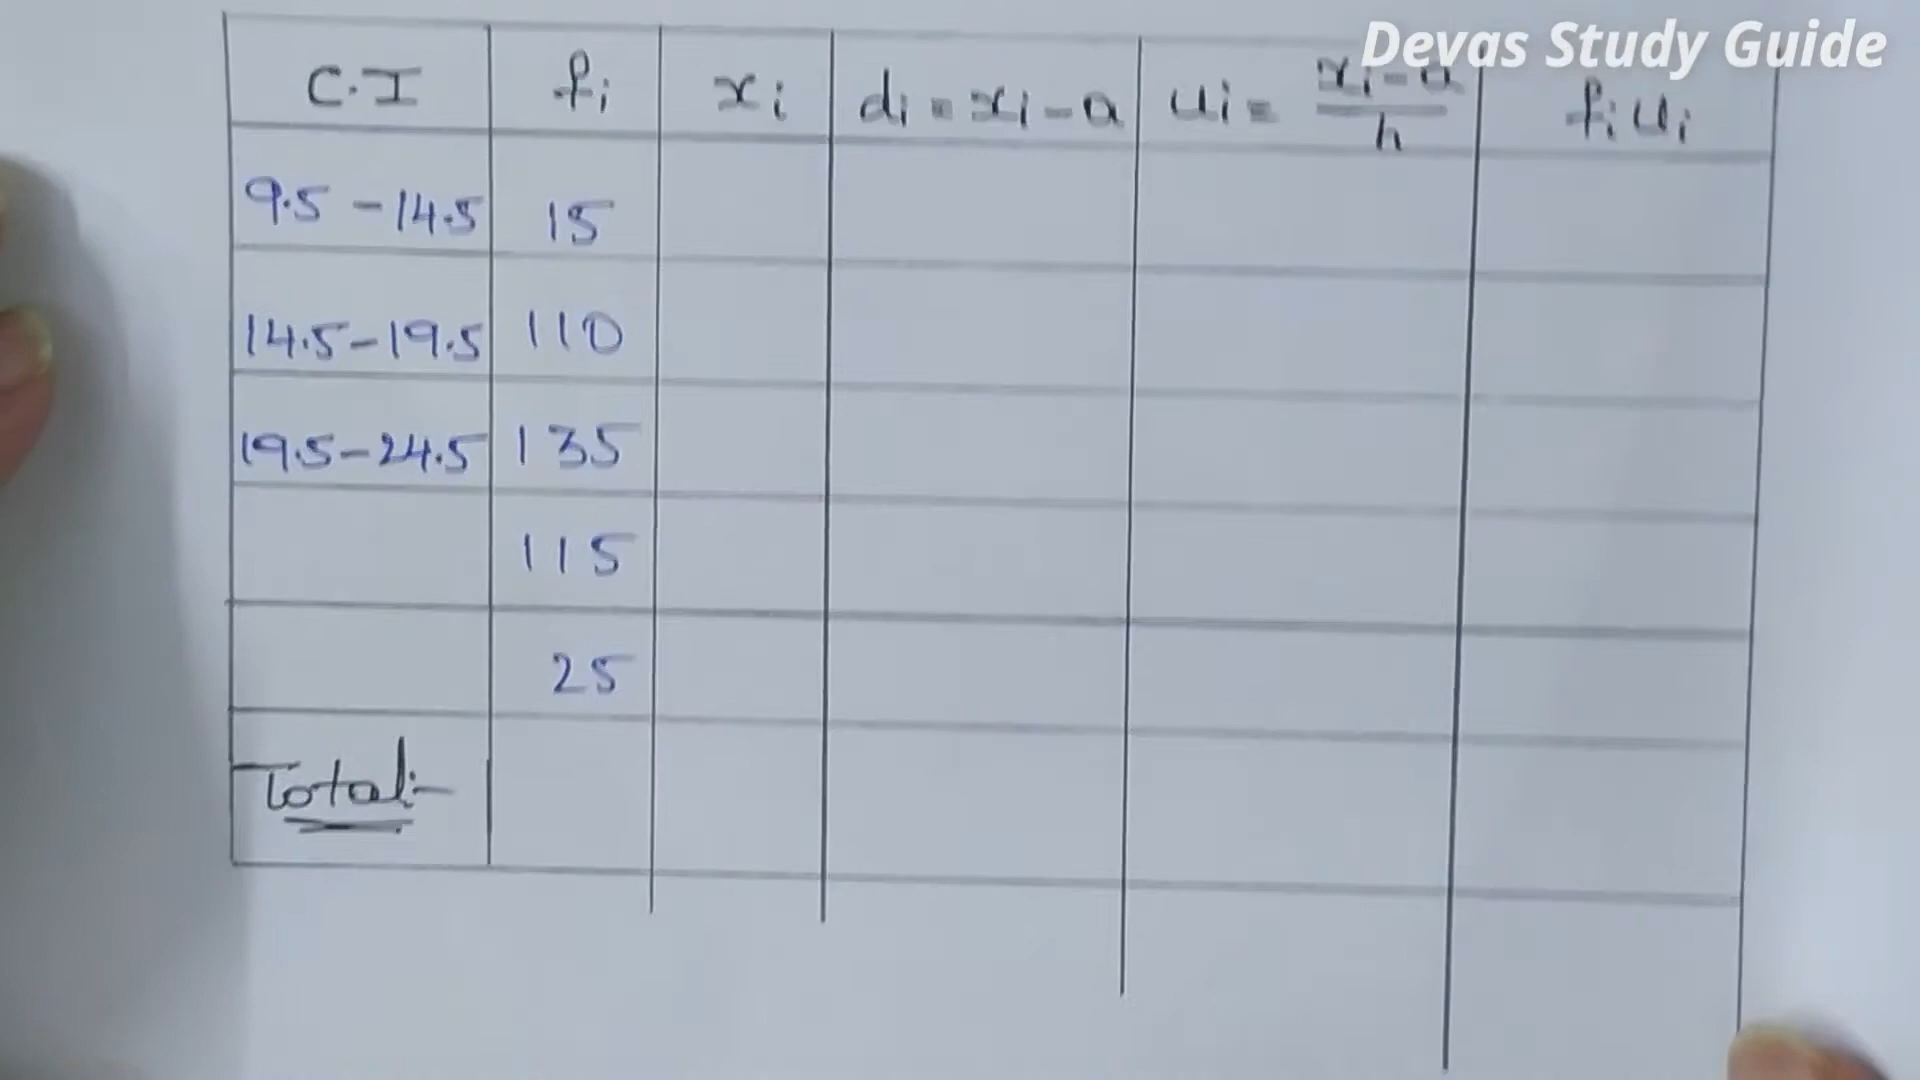 Devas Study Guide
C.I fi xi di = xi - a ui = xi - a / h fiui
9.5 - 14.5 15
14.5 - 19.5 110
19.5 - 24.5 135
115
25
Total:-